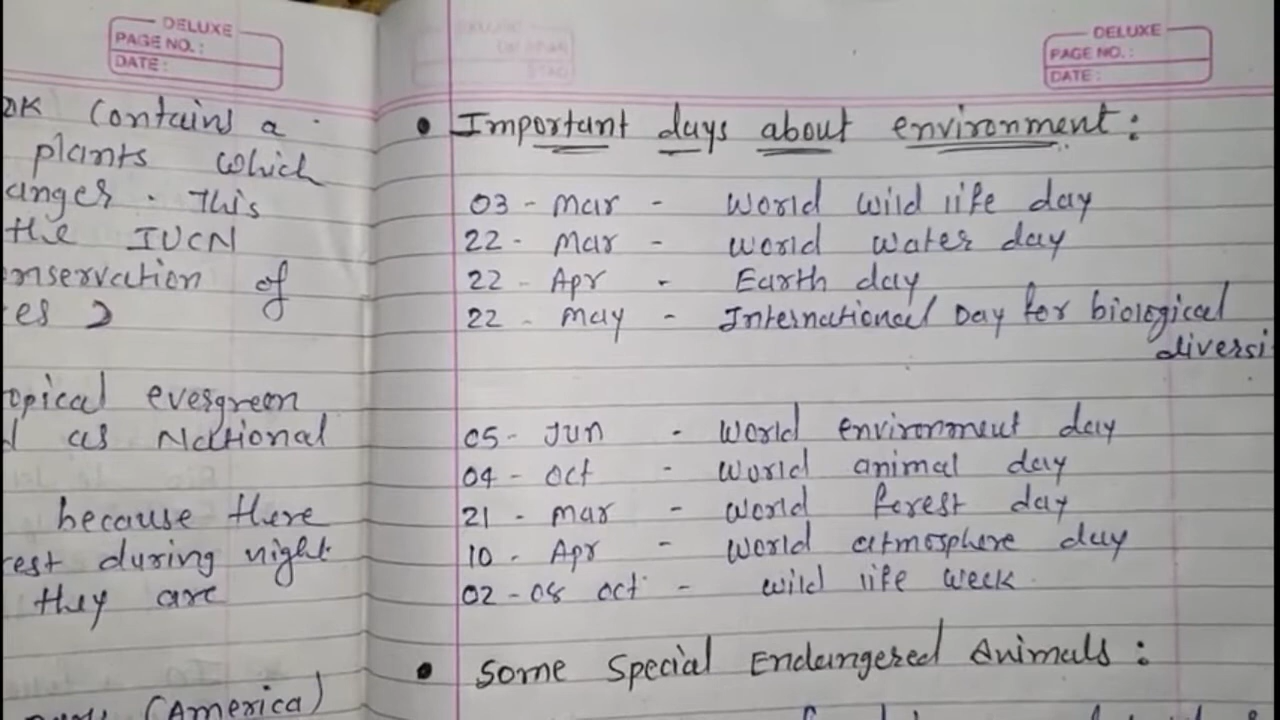 DELUXE
PAGE NO. :
DATE :
contains a
plants which
This
the IUCN
of
evergreen
as National
because there
during night
they are
(America)
DELUXE
PAGE NO. :
DATE :
• Important days about environment :
03 - mar - world wild life day
22 - mar - world water day
22 - Apr - Earth day
22 - may - International Day for biological
diversi
05 - Jun - world environment day
04 - oct - world animal day
21 - mar - world forest day
10 - Apr - world atmosphere day
02 - 08 oct - wild life week
• Some Special Endangered Animals :